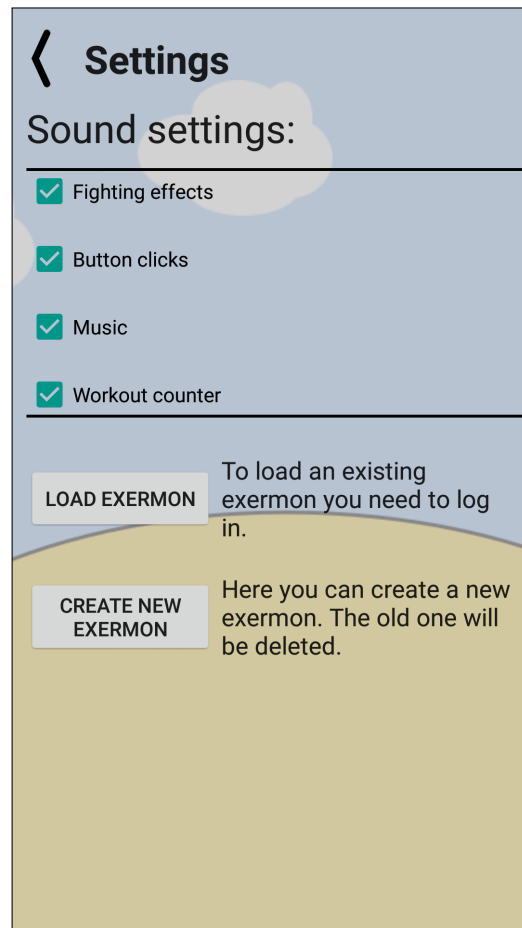 Settings
Sound settings:
Fighting effects
Button clicks
Music
Workout counter
LOAD EXERMON
To load an existing
exermon you need to log
in.
CREATE NEW
EXERMON
Here you can create a new
exermon. The old one will
be deleted.